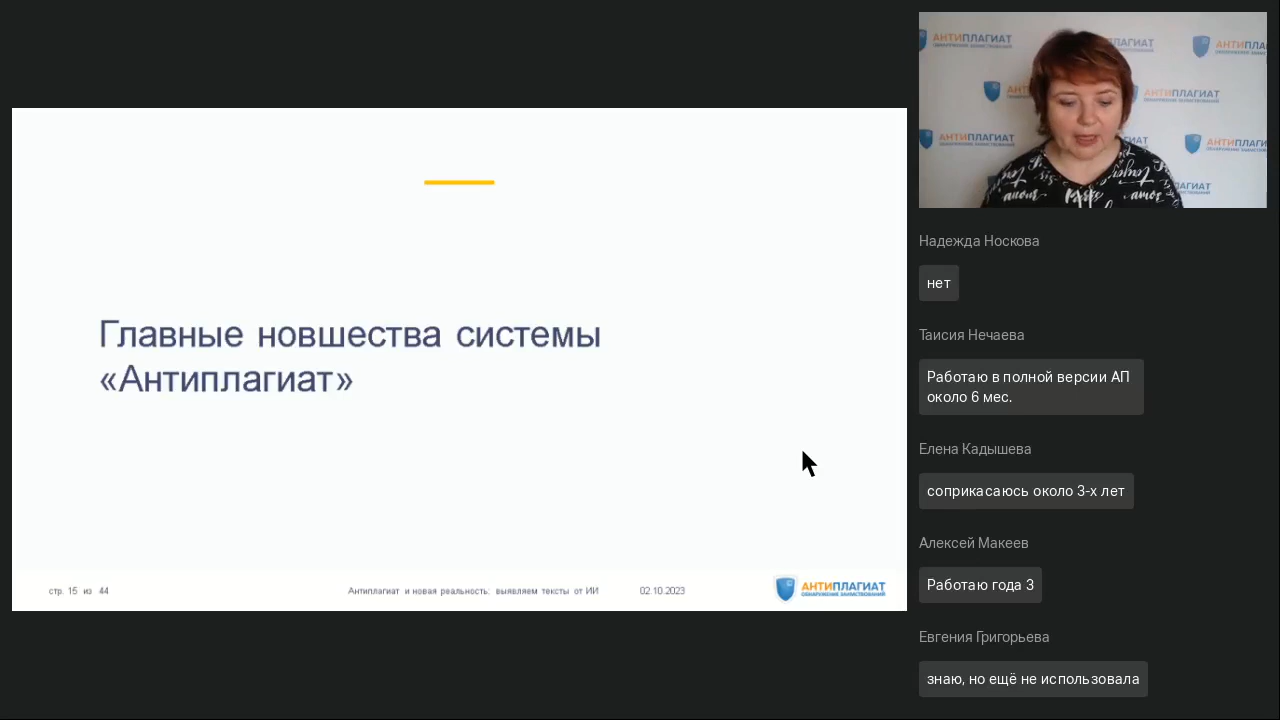 Главные новшества системы
«Антиплагиат»
стр. 15 из 44
Антиплагиат и новая реальность: выявляем тексты от ИИ
02.10.2023
АНТИПЛАГИАТ
ОБНАРУЖЕНИЕ ЗАИМСТВОВАНИЙ
Надежда Носкова
нет
Таисия Нечаева
Работаю в полной версии АП
около 6 мес.
Елена Кадышева
соприкасаюсь около 3-х лет
Алексей Макеев
Работаю года 3
Евгения Григорьева
знаю, но ещё не использовала